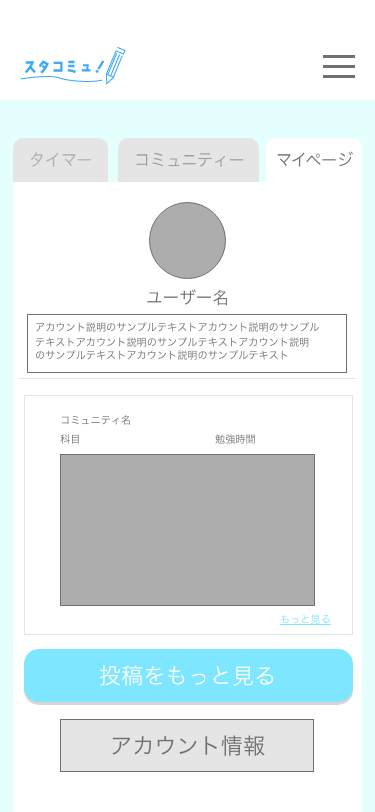 スタコミュ!
タイマー
コミュニティー
マイページ
ユーザー名
アカウント説明のサンプルテキストアカウント説明のサンプル
テキストアカウント説明のサンプルテキストアカウント説明
のサンプルテキストアカウント説明のサンプルテキスト
コミュニティ名
科目
勉強時間
もっと見る
投稿をもっと見る
アカウント情報